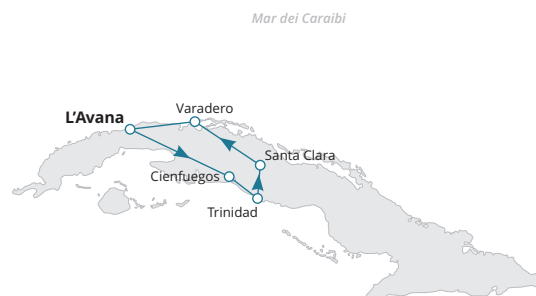 Mar dei Caraibi
L'Avana
Varadero
Santa Clara
Cienfuegos
Trinidad